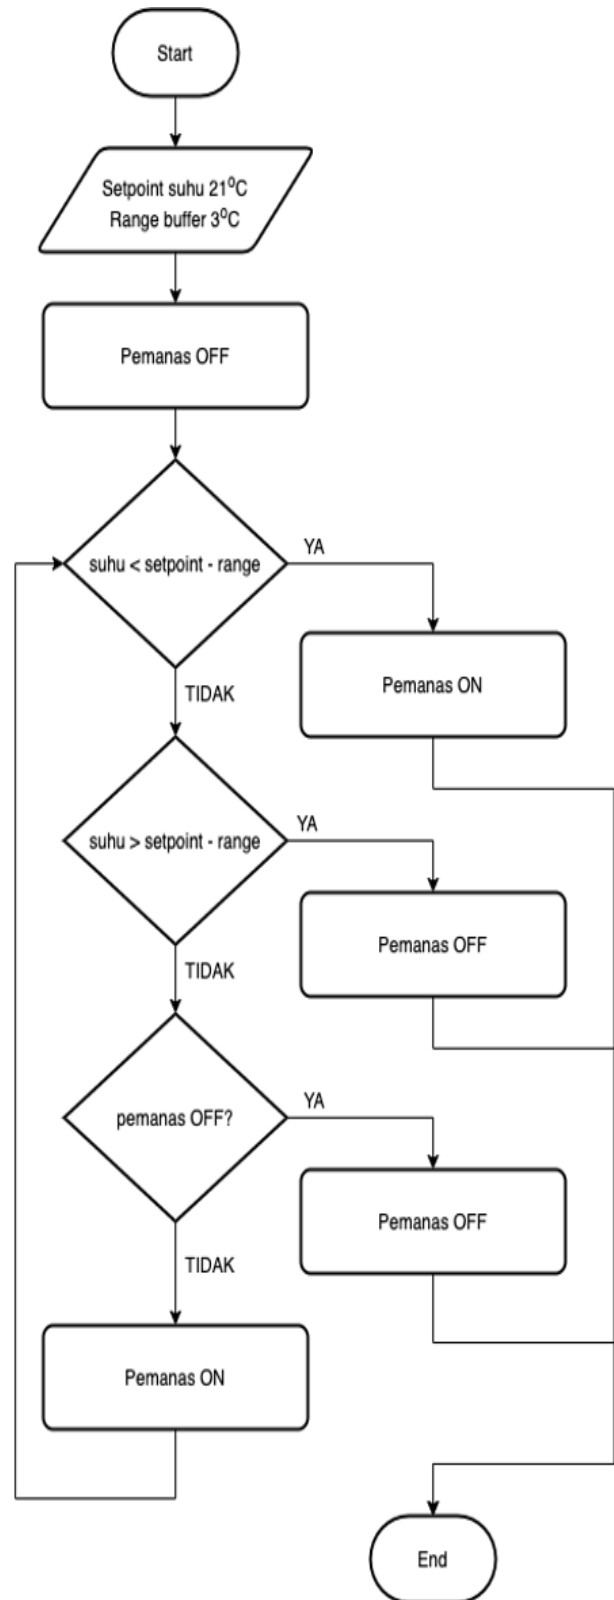 Start
Setpoint suhu 21⁰C
Range buffer 3⁰C
Pemanas OFF
suhu < setpoint - range
YA
Pemanas ON
TIDAK
suhu > setpoint - range
YA
Pemanas OFF
TIDAK
pemanas OFF?
YA
Pemanas OFF
TIDAK
Pemanas ON
End